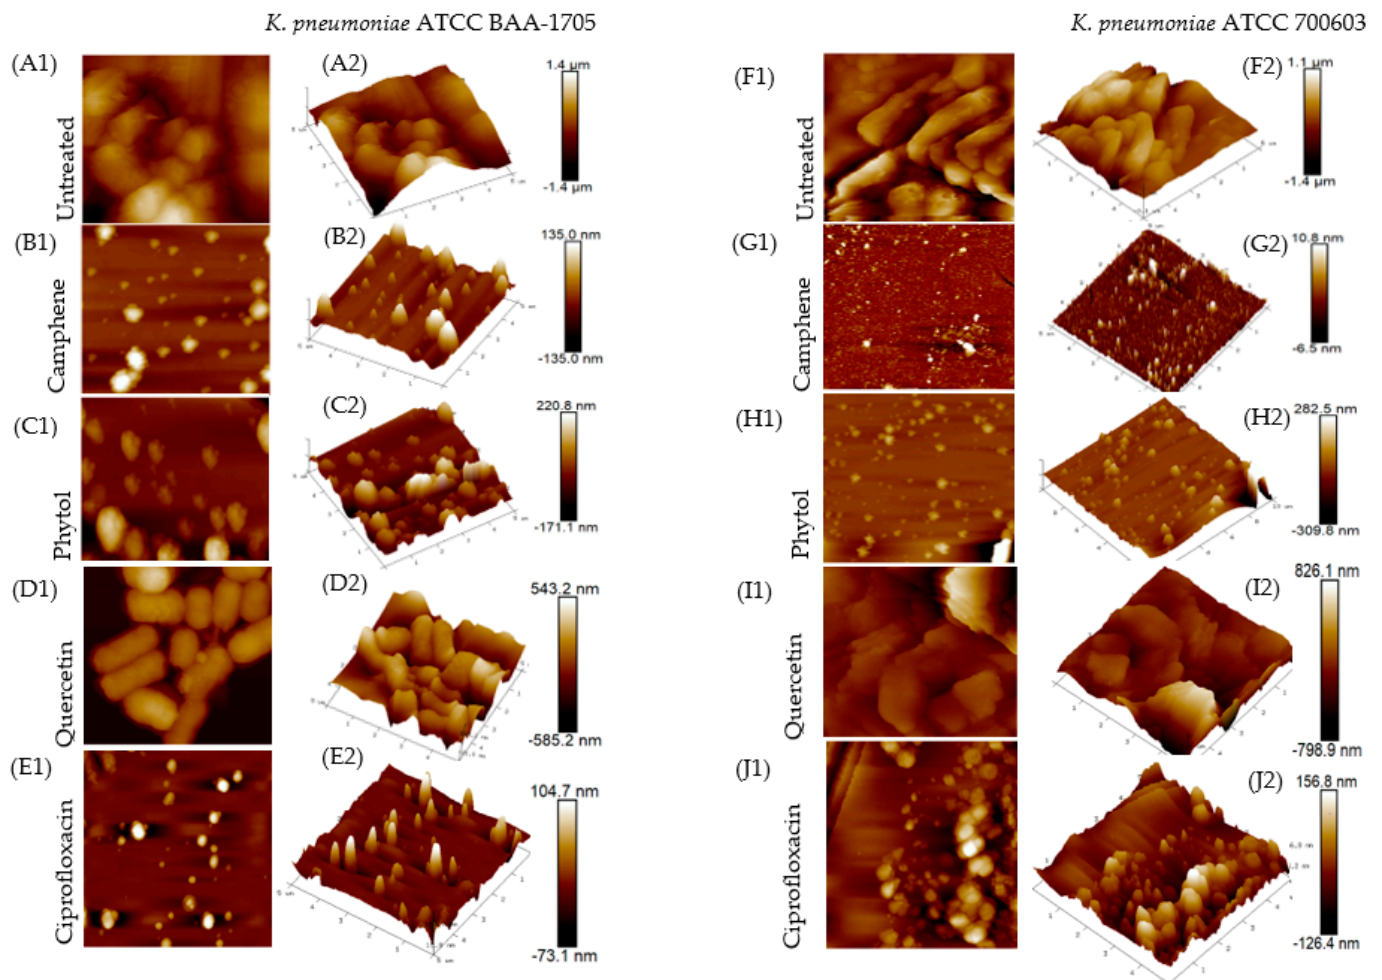 K. pneumoniae ATCC BAA-1705
K. pneumoniae ATCC 700603
(A1)
(A2)
1.4 µm
-1.4 µm
Untreated
(F1)
(F2)
1.1 µm
-1.4 µm
Untreated
(B1)
(B2)
135.0 nm
-135.0 nm
Camphene
(G1)
(G2)
10.8 nm
-6.5 nm
Camphene
(C1)
(C2)
220.8 nm
-171.1 nm
Phytol
(H1)
(H2)
282.5 nm
-309.8 nm
Phytol
(D1)
(D2)
543.2 nm
-585.2 nm
Quercetin
(I1)
(I2)
826.1 nm
-798.9 nm
Quercetin
(E1)
(E2)
104.7 nm
-73.1 nm
Ciprofloxacin
(J1)
(J2)
156.8 nm
-126.4 nm
Ciprofloxacin